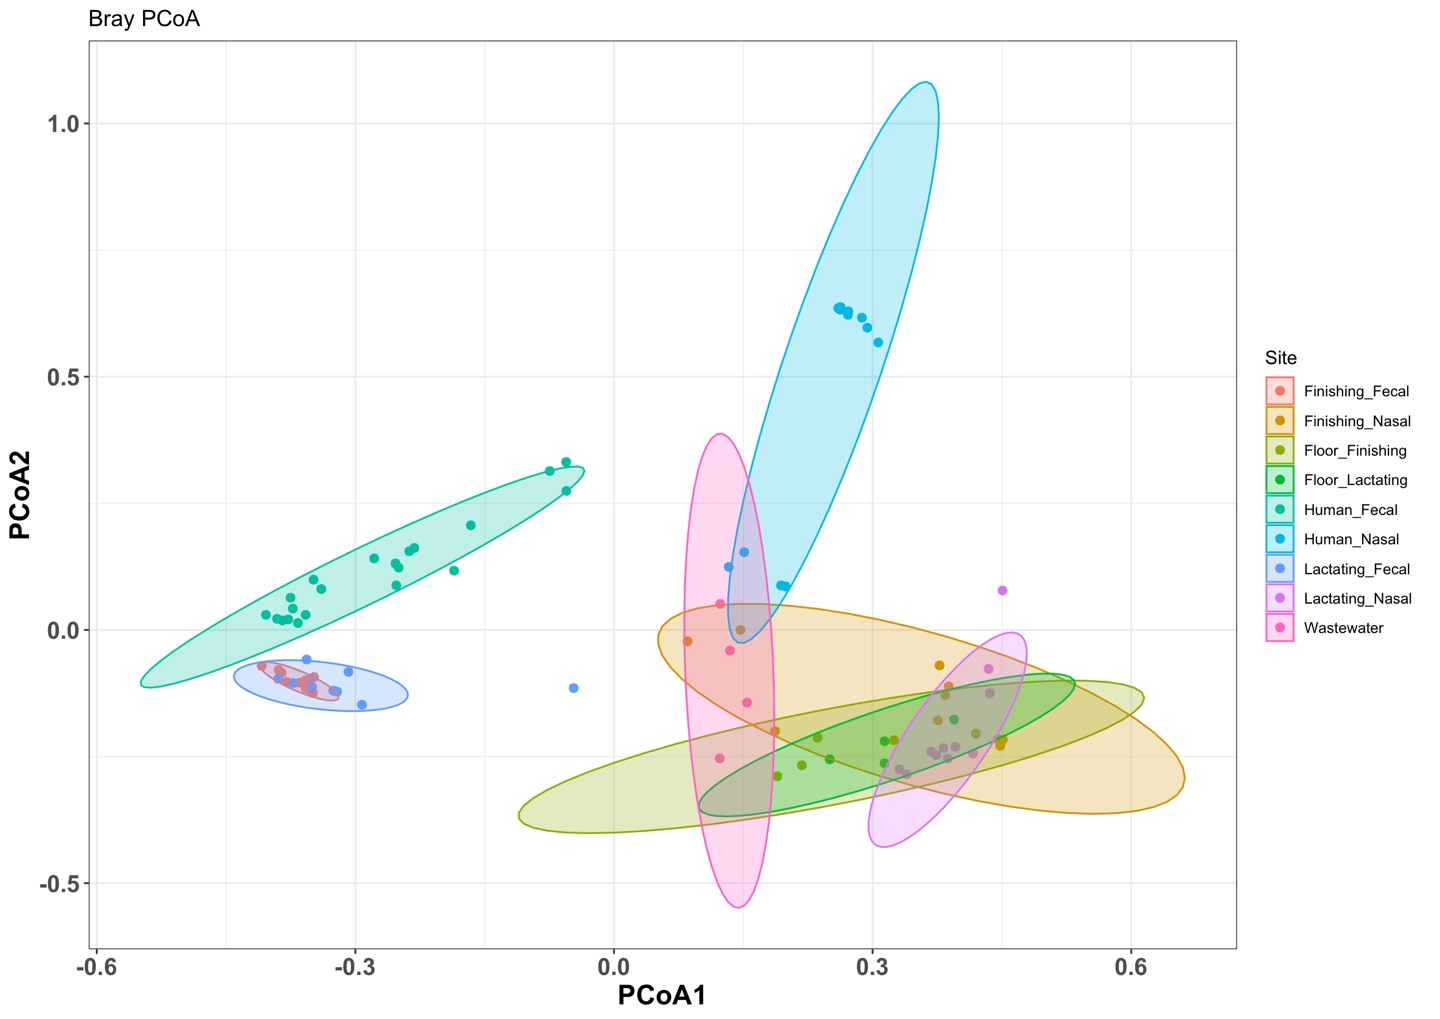 Bray PCoA
1.0
0.5
0.0
-0.5
PCoA2
-0.6
-0.3
0.0
0.3
0.6
PCoA1
Site
Finishing_Fecal
Finishing_Nasal
Floor_Finishing
Floor_Lactating
Human_Fecal
Human_Nasal
Lactating_Fecal
Lactating_Nasal
Wastewater